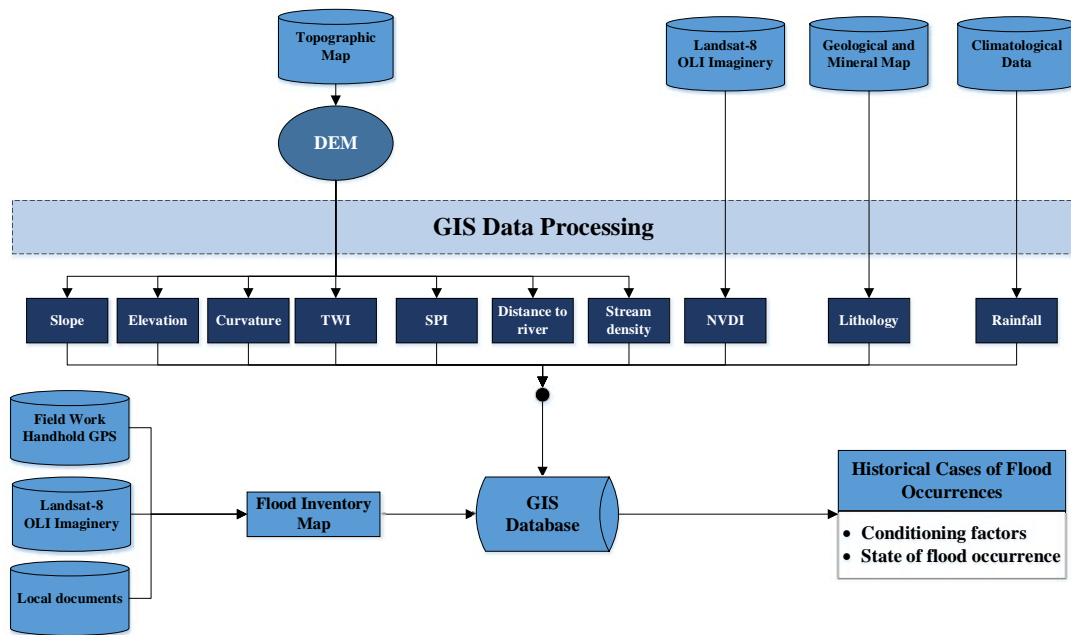 Topographic
Map
Landsat-8
OLI Imaginery
Geological and
Mineral Map
Climatological
Data
DEM
GIS Data Processing
Slope
Elevation
Curvature
TWI
SPI
Distance to
river
Stream
density
NVDI
Lithology
Rainfall
Field Work
Handhold GPS
Landsat-8
OLI Imaginery
Local documents
Flood Inventory
Map
GIS
Database
Historical Cases of Flood
Occurrences
• Conditioning factors
• State of flood occurrence